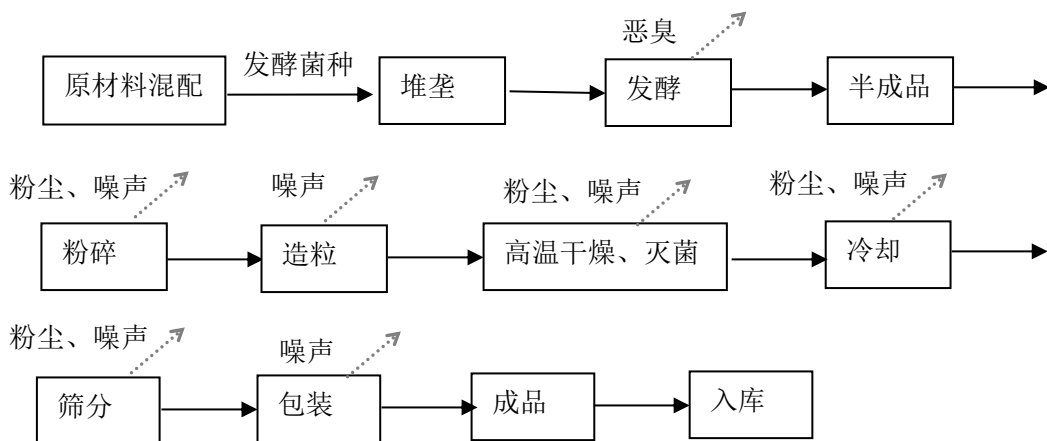 恶臭
原材料混配 发酵菌种 堆垄 发酵 半成品
粉尘、噪声 噪声 粉尘、噪声 粉尘、噪声
粉碎 造粒 高温干燥、灭菌 冷却
粉尘、噪声 噪声
筛分 包装 成品 入库